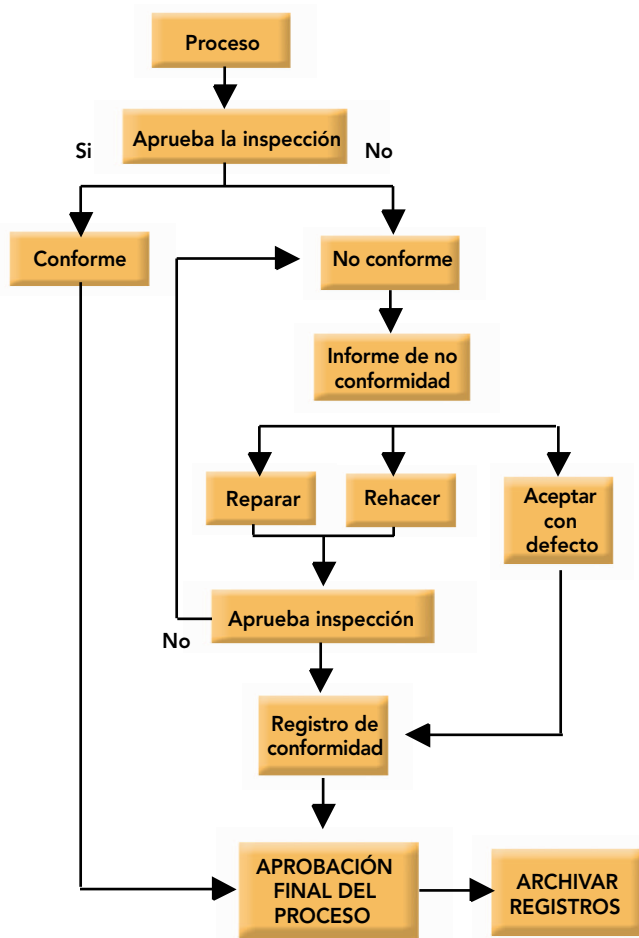 Proceso
Si
Aprueba la inspección
No
Conforme
No conforme
Informe de no
conformidad
Reparar
Rehacer
Aceptar
con
defecto
Aprueba inspección
No
Registro de
conformidad
APROBACIÓN
FINAL DEL
PROCESO
ARCHIVAR
REGISTROS